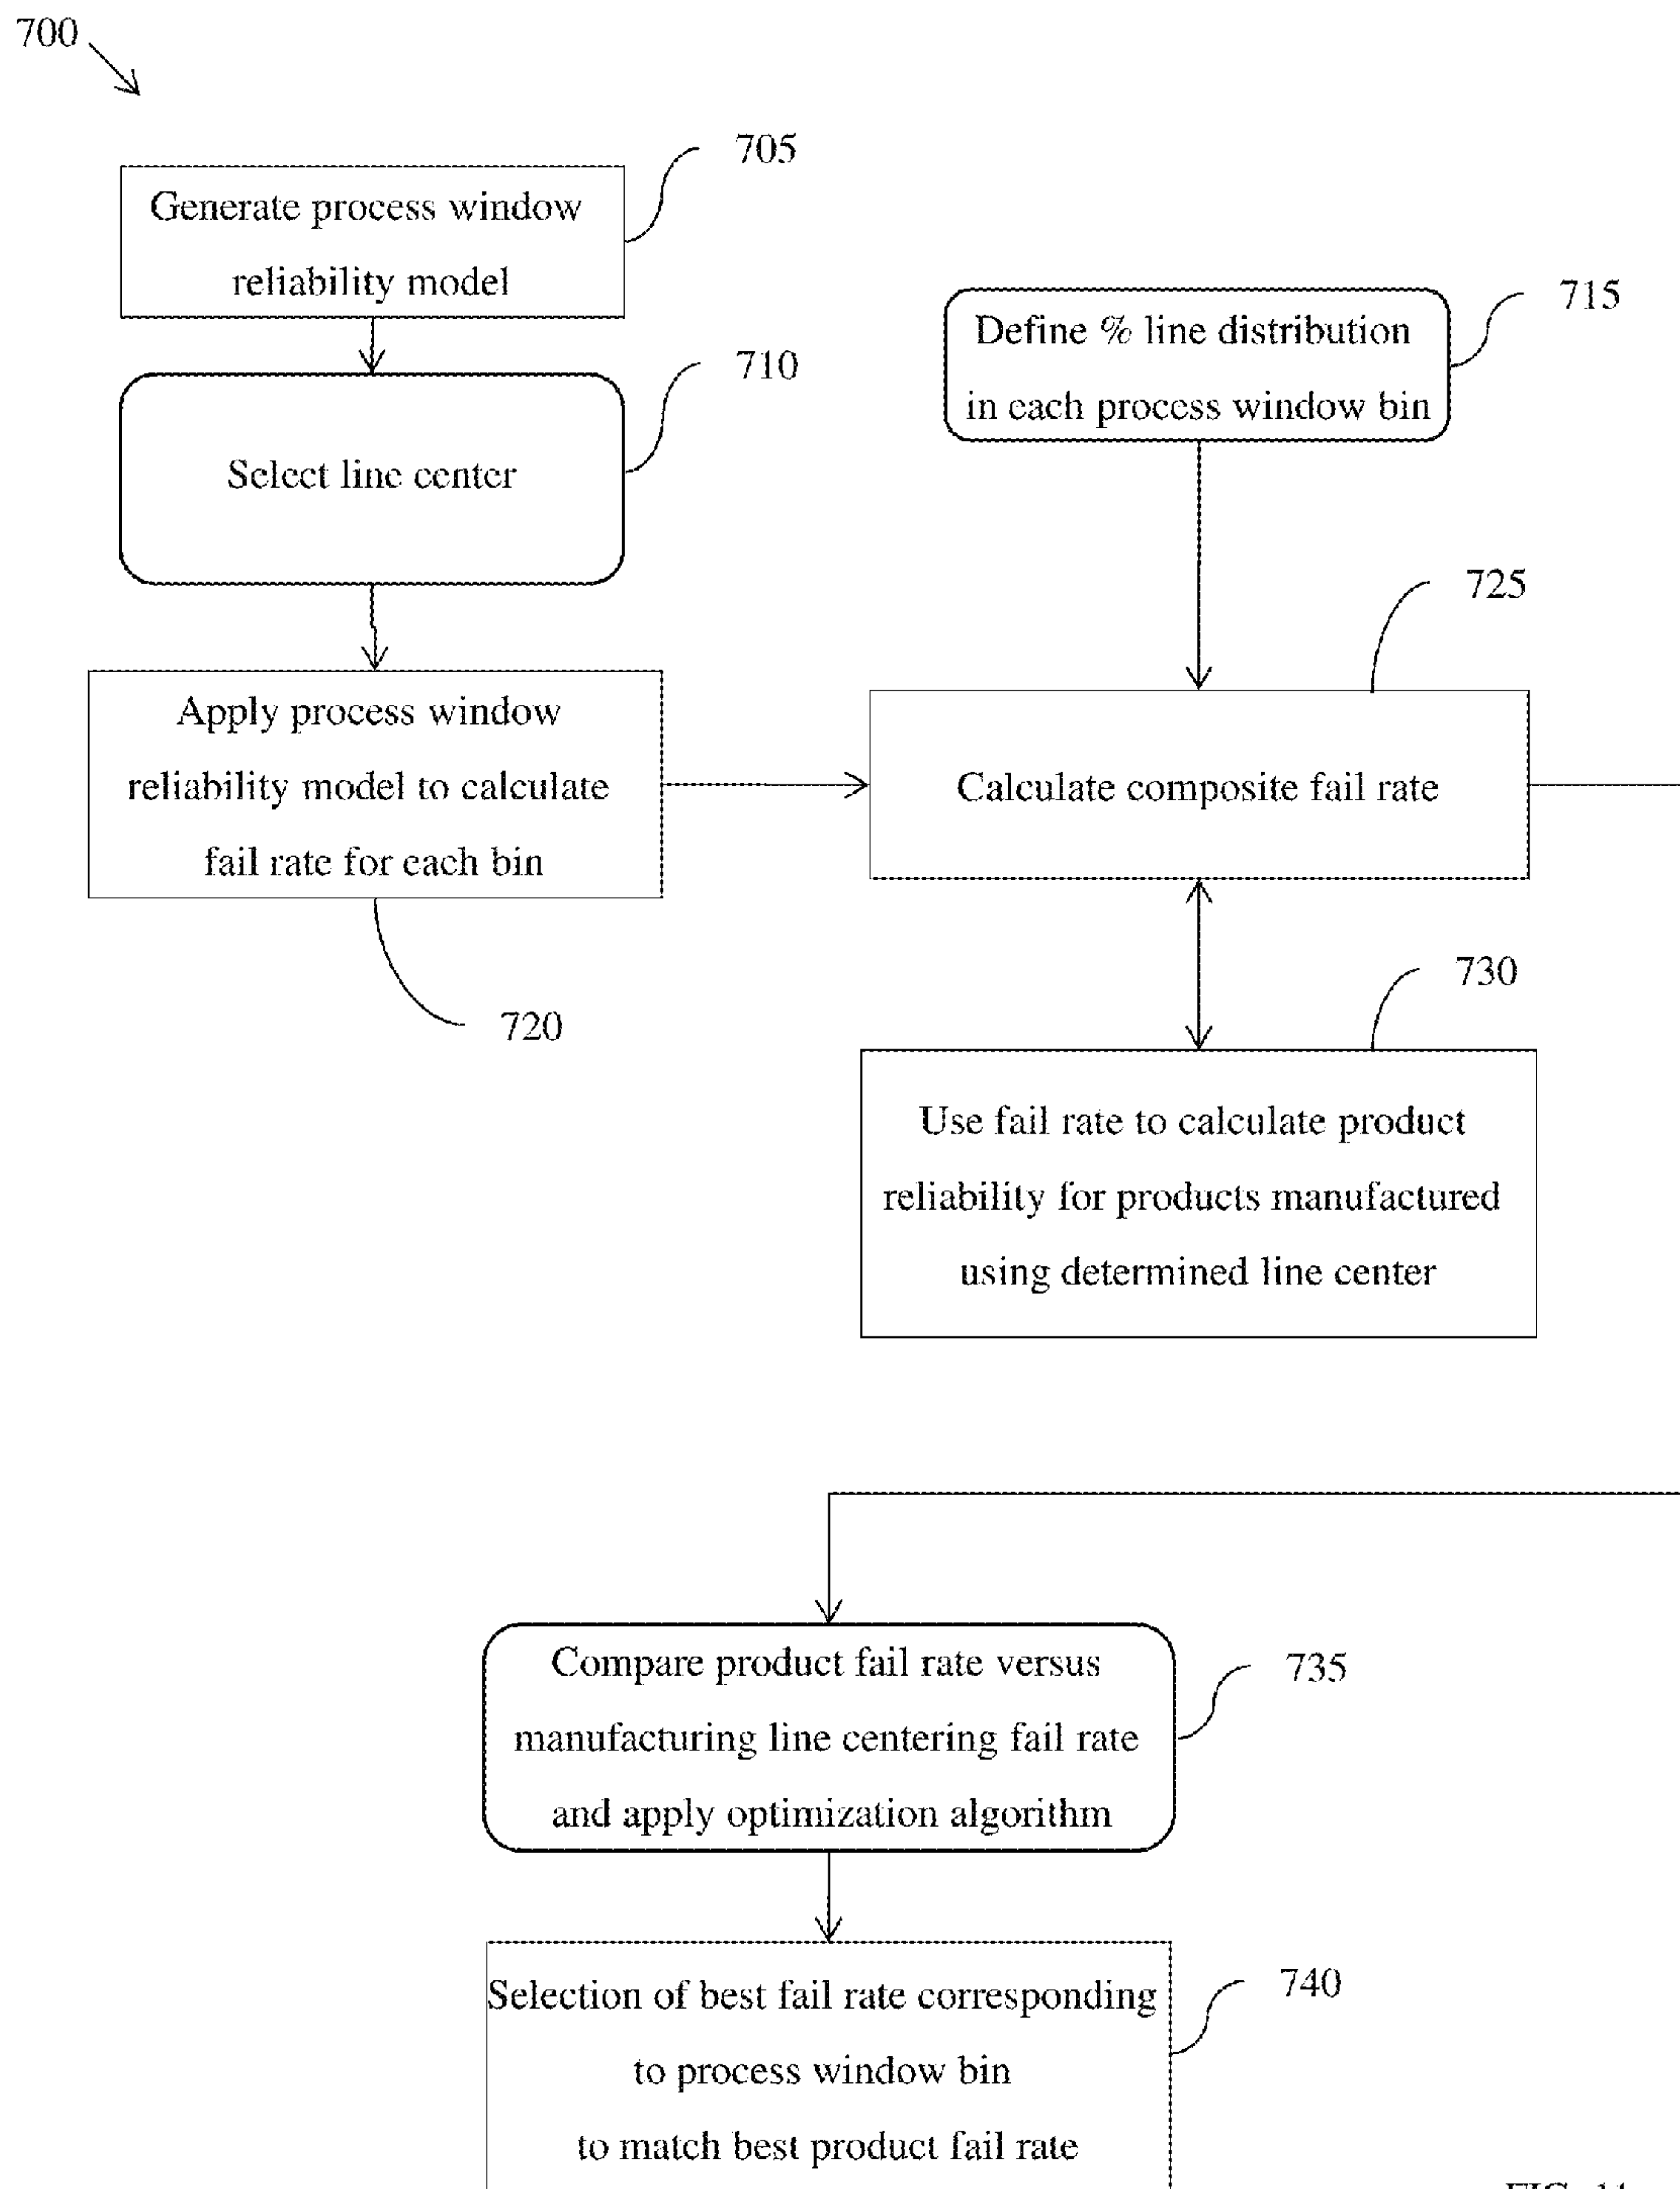 700
705
Generate process window
reliability model
710
Select line center
715
Define % line distribution
in each process window bin
Apply process window
reliability model to calculate
fail rate for each bin
720
725
Calculate composite fail rate
730
Use fail rate to calculate product
reliability for products manufactured
using determined line center
Compare product fail rate versus
manufacturing line centering fail rate
and apply optimization algorithm
735
Selection of best fail rate corresponding
to process window bin
to match best product fail rate
740